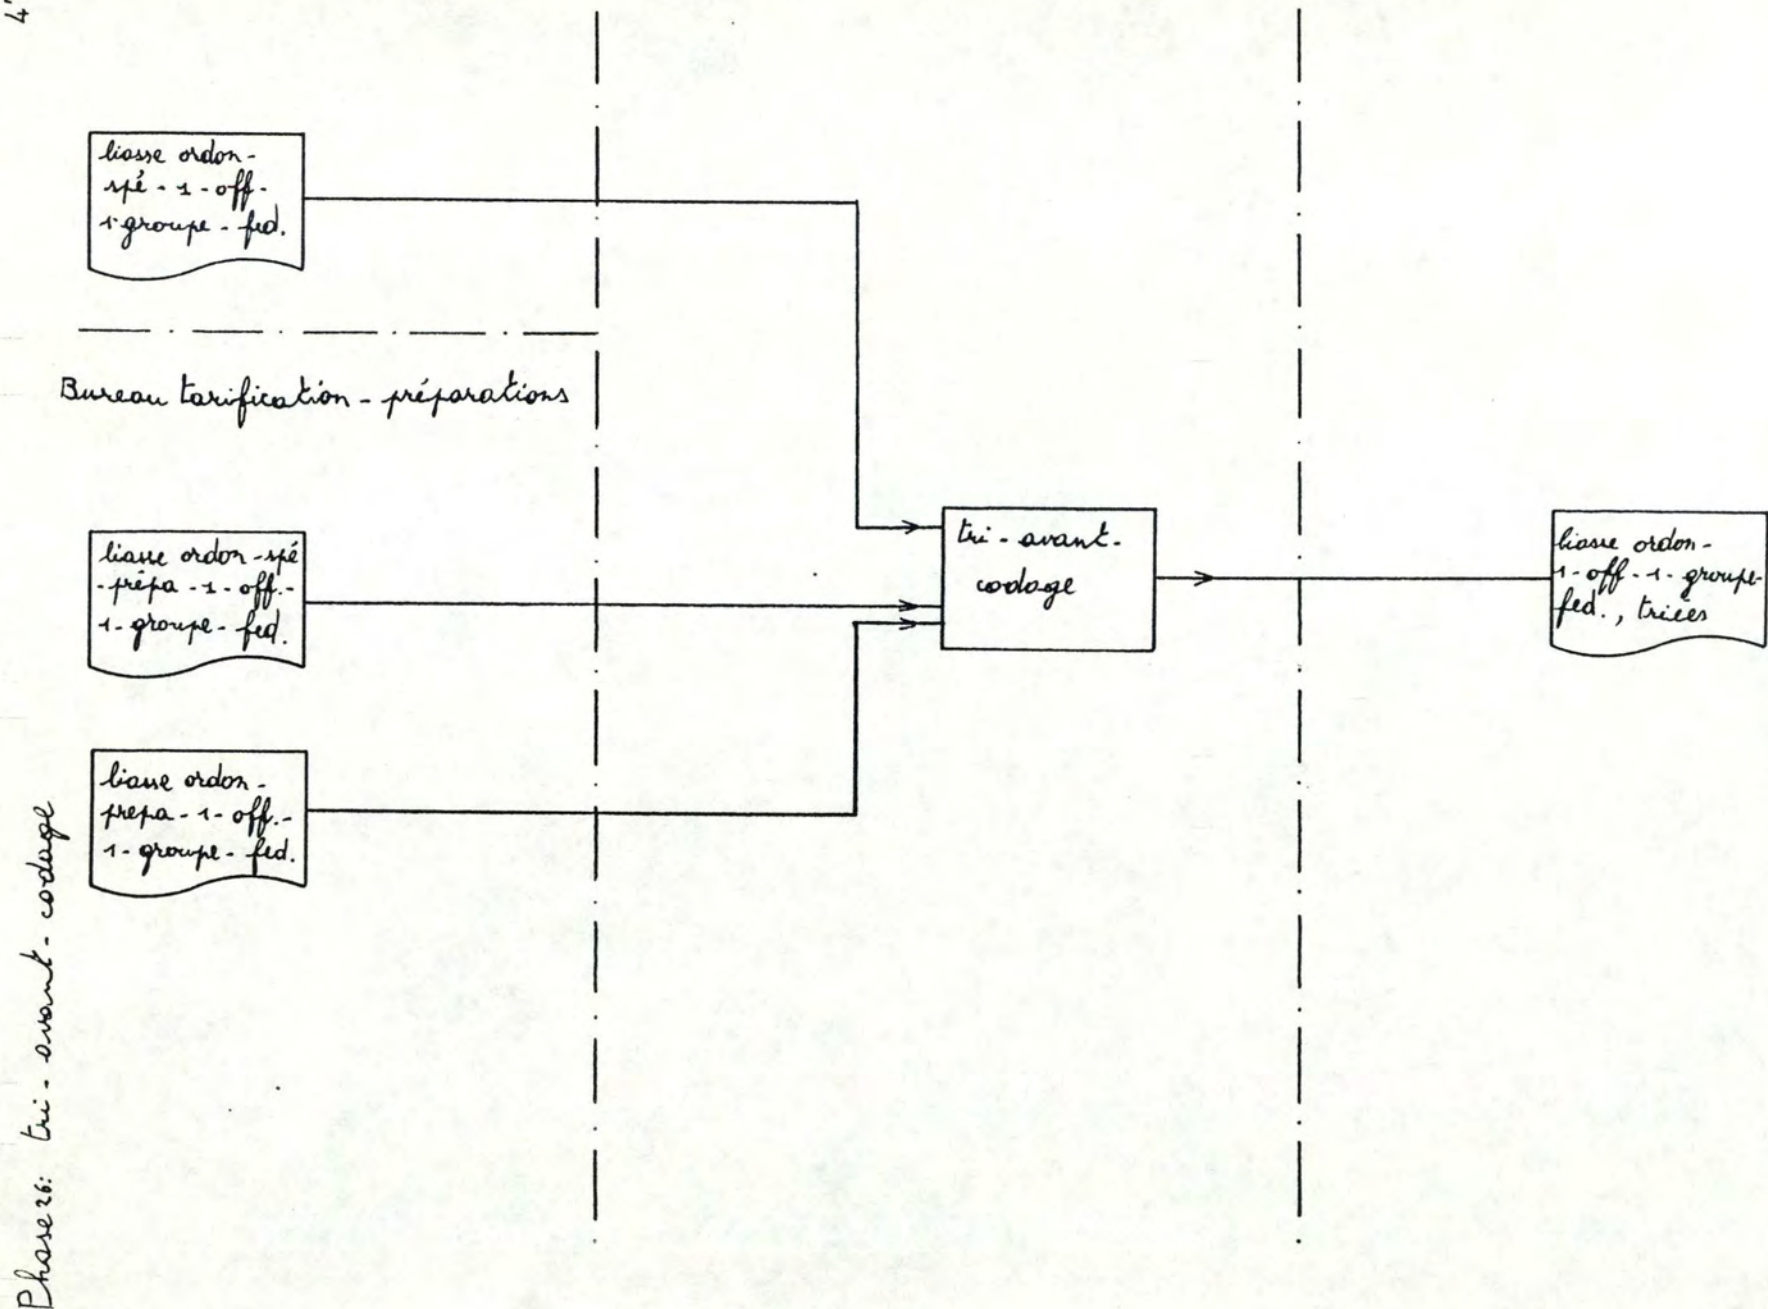 liasse ordon-
spé - 1 - off -
1-groupe - fed.
Bureau tarification - préparations
liasse ordon - spé
- prépa - 1 - off. -
1 - groupe - fed.
liasse ordon -
prepa - 1 - off. -
1 - groupe - fed.
tri - avant -
codage
liasse ordon -
1 - off - 1 - groupe -
fed., triées
Phase 26: tri - avant - codage